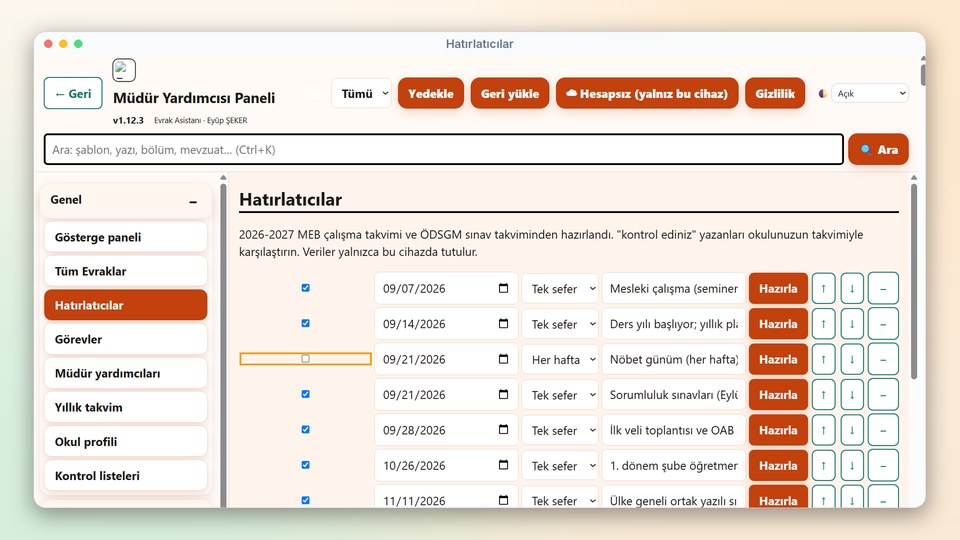 Hatırlatıcılar
← Geri
Müdür Yardımcısı Paneli
v1.12.3 Evrak Asistanı - Eyüp ŞEKER
Tümü
Yedekle
Geri yükle
Hesapsız (yalnız bu cihaz)
Gizlilik
Açık
Ara: şablon, yazı, bölüm, mevzuat... (Ctrl+K)
Ara
Genel –
Gösterge paneli
Tüm Evraklar
Hatırlatıcılar
Görevler
Müdür yardımcıları
Yıllık takvim
Okul profili
Kontrol listeleri
Hatırlatıcılar
2026-2027 MEB çalışma takvimi ve ÖDSGM sınav takviminden hazırlandı. "kontrol ediniz" yazanları okulunuzun takvimiyle
karşılaştırın. Veriler yalnızca bu cihazda tutulur.
09/07/2026 Tek sefer Mesleki çalışma (seminer Hazırla ↑ ↓ –
09/14/2026 Tek sefer Ders yılı başlıyor; yıllık pla Hazırla ↑ ↓ –
09/21/2026 Her hafta Nöbet günüm (her hafta) Hazırla ↑ ↓ –
09/21/2026 Tek sefer Sorumluluk sınavları (Eylü Hazırla ↑ ↓ –
09/28/2026 Tek sefer İlk veli toplantısı ve OAB Hazırla ↑ ↓ –
10/26/2026 Tek sefer 1. dönem şube öğretmer Hazırla ↑ ↓ –
11/11/2026 Tek sefer Ülke geneli ortak yazılı sı Hazırla ↑ ↓ –